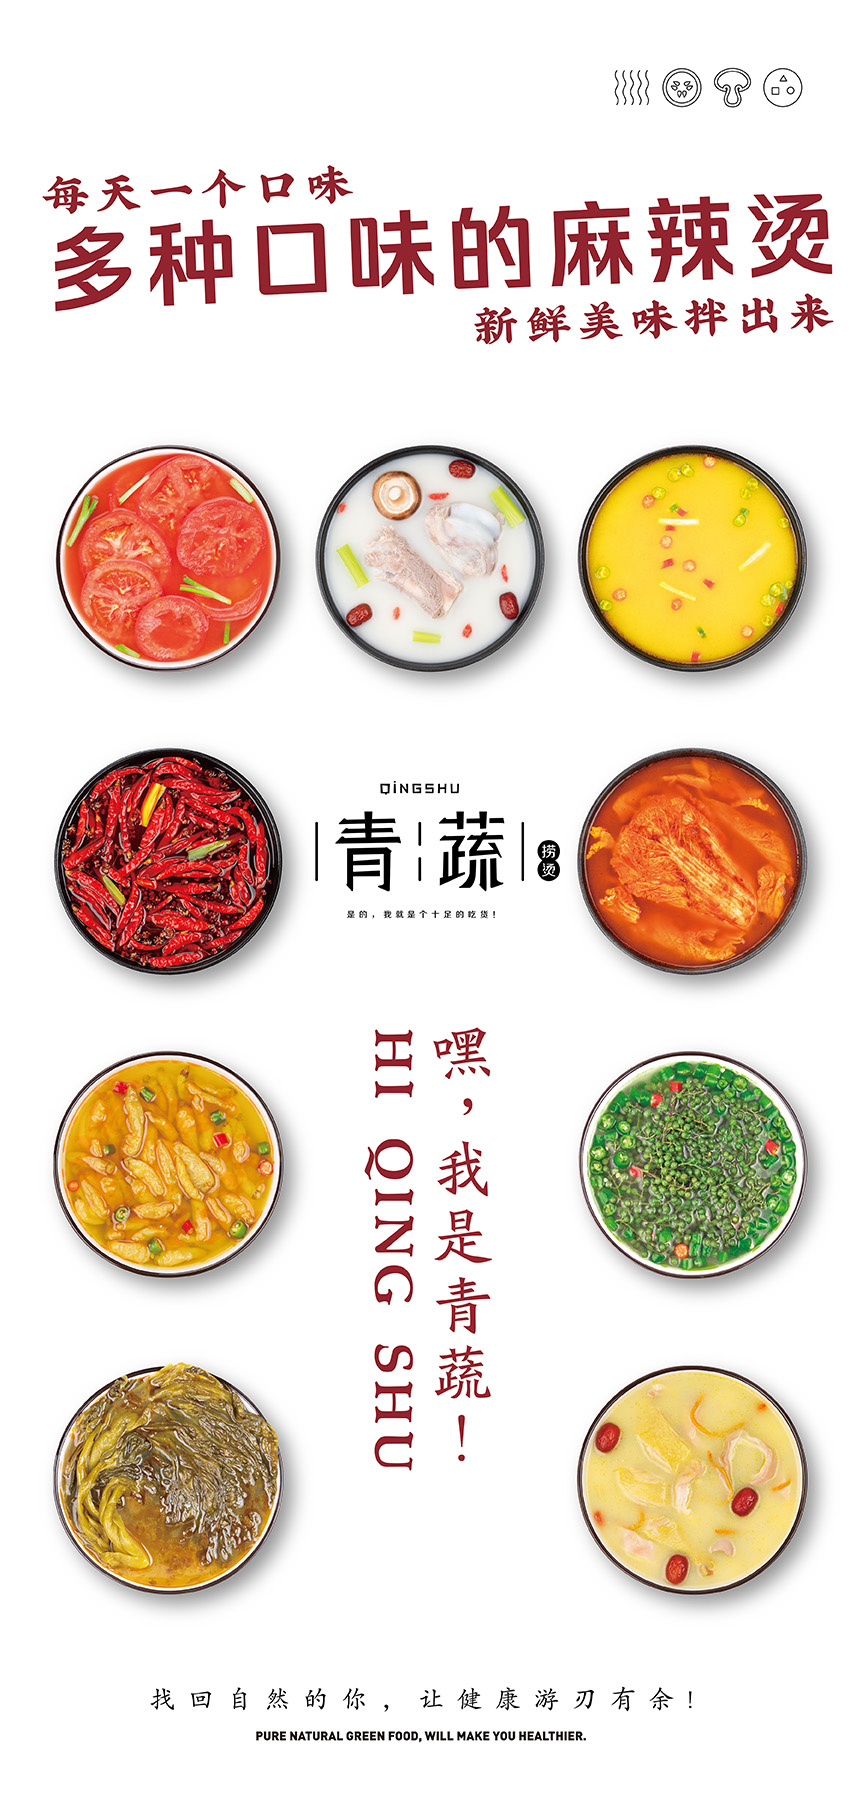 每天一个口味
多种口味的麻辣烫
新鲜美味拌出来
QiNGSHU
青蔬
捞烫
是的，我就是个十足的吃货！
嘿，我是青蔬！
HI QING SHU
找回自然的你，让健康游刃有余！
PURE NATURAL GREEN FOOD, WILL MAKE YOU HEALTHIER.